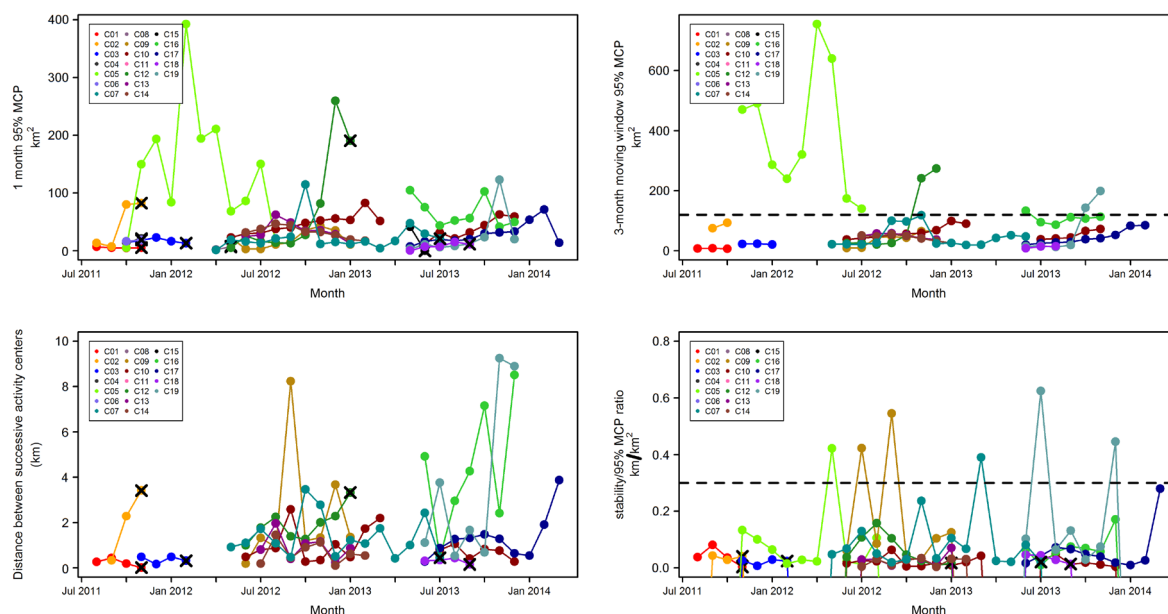 1 month 95% MCP
km²
400
300
200
100
0
C01 C08 C15
C02 C09 C16
C03 C10 C17
C04 C11 C18
C05 C12 C19
C06 C13
C07 C14
Jul 2011 Jan 2012 Jul 2012 Jan 2013 Jul 2013 Jan 2014
Month
3-month moving window 95% MCP
km²
600
400
200
0
C01 C08 C15
C02 C09 C16
C03 C10 C17
C04 C11 C18
C05 C12 C19
C06 C13
C07 C14
Jul 2011 Jan 2012 Jul 2012 Jan 2013 Jul 2013 Jan 2014
Month
Distance between successive activity centers
(km)
10
8
6
4
2
0
C01 C08 C15
C02 C09 C16
C03 C10 C17
C04 C11 C18
C05 C12 C19
C06 C13
C07 C14
Jul 2011 Jan 2012 Jul 2012 Jan 2013 Jul 2013 Jan 2014
Month
stability/95% MCP ratio
km/km²
0.8
0.6
0.4
0.2
0.0
C01 C08 C15
C02 C09 C16
C03 C10 C17
C04 C11 C18
C05 C12 C19
C06 C13
C07 C14
Jul 2011 Jan 2012 Jul 2012 Jan 2013 Jul 2013 Jan 2014
Month